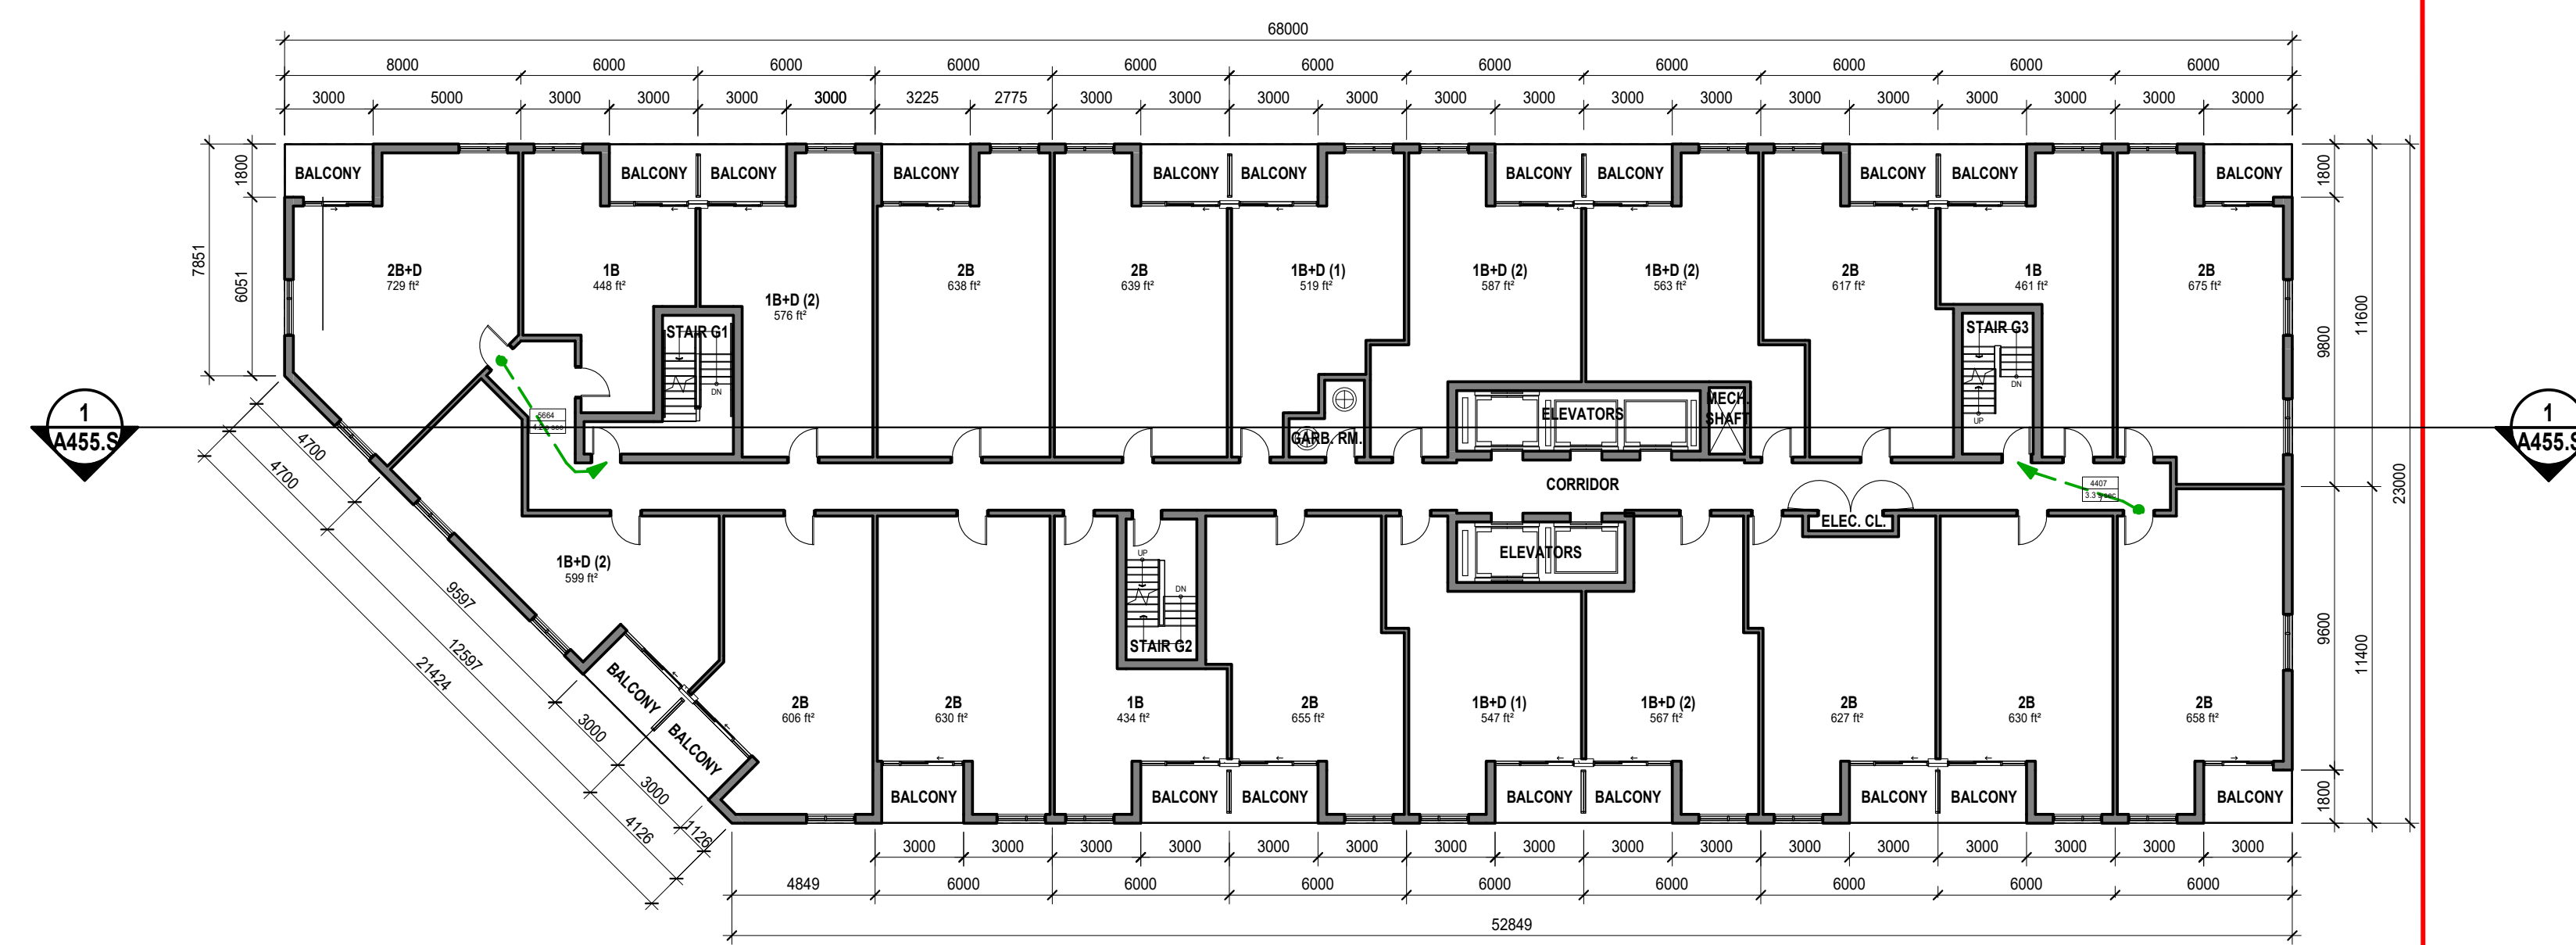 68000
8000 6000 6000 6000 6000 6000 6000 6000 6000 6000 6000
3000 5000 3000 3000 3000 3000 3225 2775 3000 3000 3000 3000 3000 3000 3000 3000 3000 3000 3000 3000 3000 3000
BALCONY BALCONY BALCONY BALCONY BALCONY BALCONY BALCONY BALCONY BALCONY BALCONY BALCONY
1800
7851
6051
1800
11600
9800
23000
9600
11400
1800
2B+D
729 ft²
1B
448 ft²
1B+D (2)
576 ft²
2B
638 ft²
2B
639 ft²
1B+D (1)
519 ft²
1B+D (2)
587 ft²
1B+D (2)
563 ft²
2B
617 ft²
1B
461 ft²
2B
675 ft²
STAIR G1
DN
STAIR G3
DN
UP
5664
1
A455.S
GARB. RM.
ELEVATORS
MECH.
SHAFT
1
A455.S
CORRIDOR
4407
ELEC. CL.
ELEVATORS
UP
DN
STAIR G2
1B+D (2)
599 ft²
BALCONY
BALCONY
2B
606 ft²
2B
630 ft²
1B
434 ft²
2B
655 ft²
1B+D (1)
547 ft²
1B+D (2)
567 ft²
2B
627 ft²
2B
630 ft²
2B
658 ft²
BALCONY BALCONY BALCONY BALCONY BALCONY BALCONY BALCONY BALCONY
4700
4700
9597
12597
21424
3000
3000
4126
1126
3000 3000 3000 3000 3000 3000 3000 3000 3000 3000 3000 3000 3000 3000 3000 3000
4849 6000 6000 6000 6000 6000 6000 6000 6000
52849